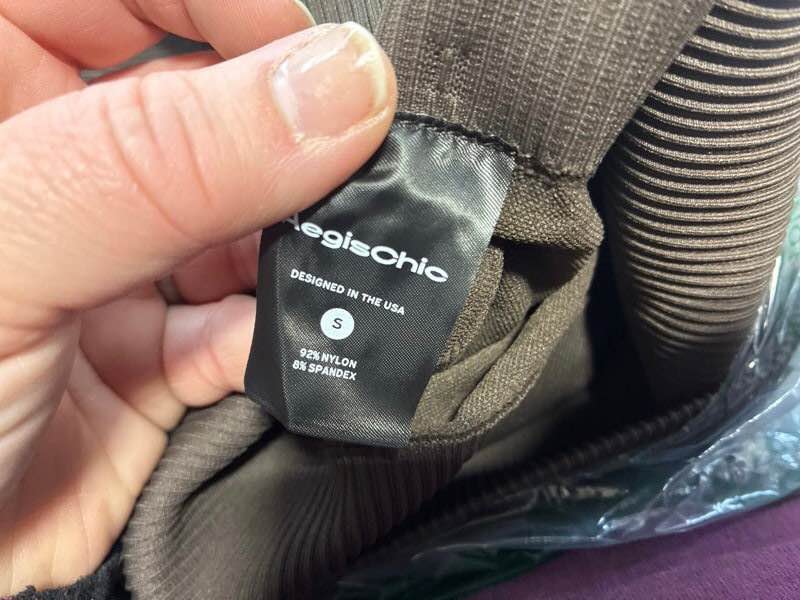 AegisChic
DESIGNED IN THE USA
S
92% NYLON
8% SPANDEX